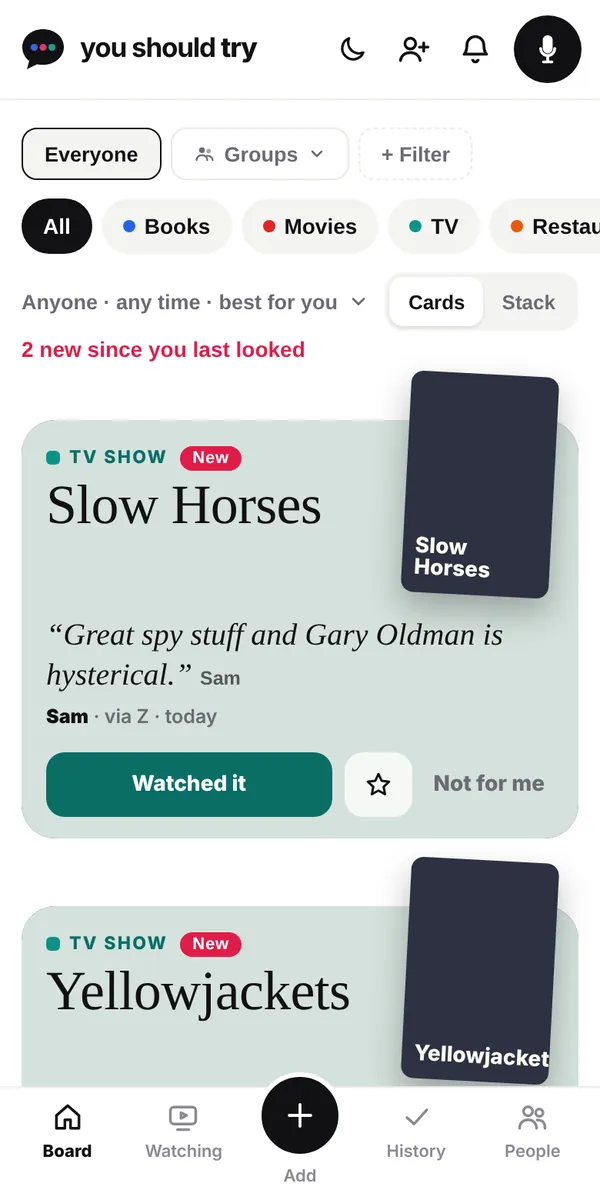 you should try
Everyone
Groups
+ Filter
All
Books
Movies
TV
Restau
Anyone · any time · best for you
Cards
Stack
2 new since you last looked
TV SHOW
New
Slow Horses
Slow
Horses
“Great spy stuff and Gary Oldman is
hysterical.” Sam
Sam · via Z · today
Watched it
Not for me
TV SHOW
New
Yellowjackets
Yellowjacket
Board
Watching
Add
History
People